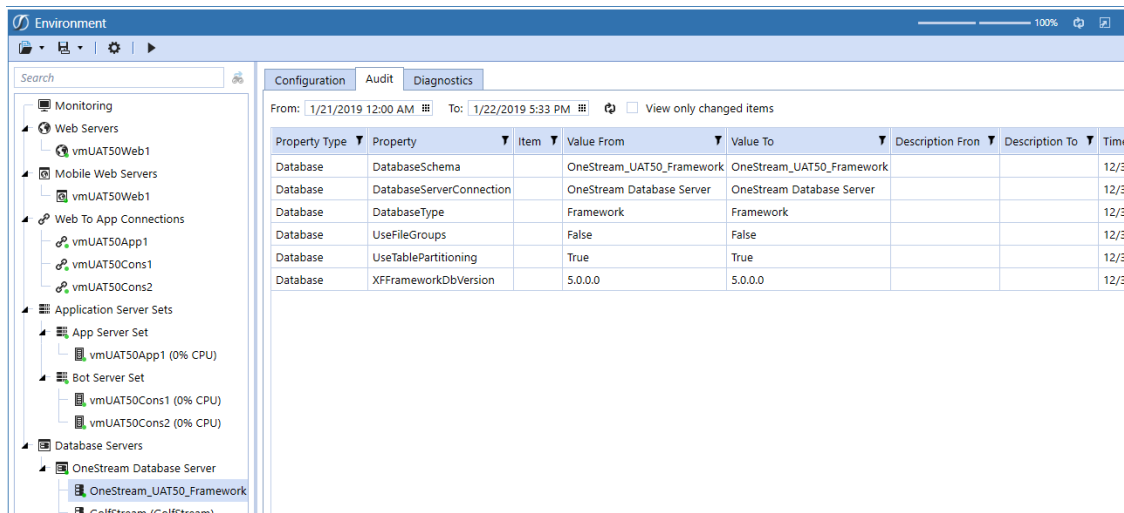 Environment 100%
Search
Monitoring
Web Servers
vmUAT50Web1
Mobile Web Servers
vmUAT50Web1
Web To App Connections
vmUAT50App1
vmUAT50Cons1
vmUAT50Cons2
Application Server Sets
App Server Set
vmUAT50App1 (0% CPU)
Bot Server Set
vmUAT50Cons1 (0% CPU)
vmUAT50Cons2 (0% CPU)
Database Servers
OneStream Database Server
OneStream_UAT50_Framework
GolfStream (GolfStream)
Configuration Audit Diagnostics
From: 1/21/2019 12:00 AM To: 1/22/2019 5:33 PM View only changed items
Property Type Property Item Value From Value To Description Fron Description To Time
Database DatabaseSchema OneStream_UAT50_Framework OneStream_UAT50_Framework 12/3
Database DatabaseServerConnection OneStream Database Server OneStream Database Server 12/3
Database DatabaseType Framework Framework 12/3
Database UseFileGroups False False 12/3
Database UseTablePartitioning True True 12/3
Database XFFrameworkDbVersion 5.0.0.0 5.0.0.0 12/3